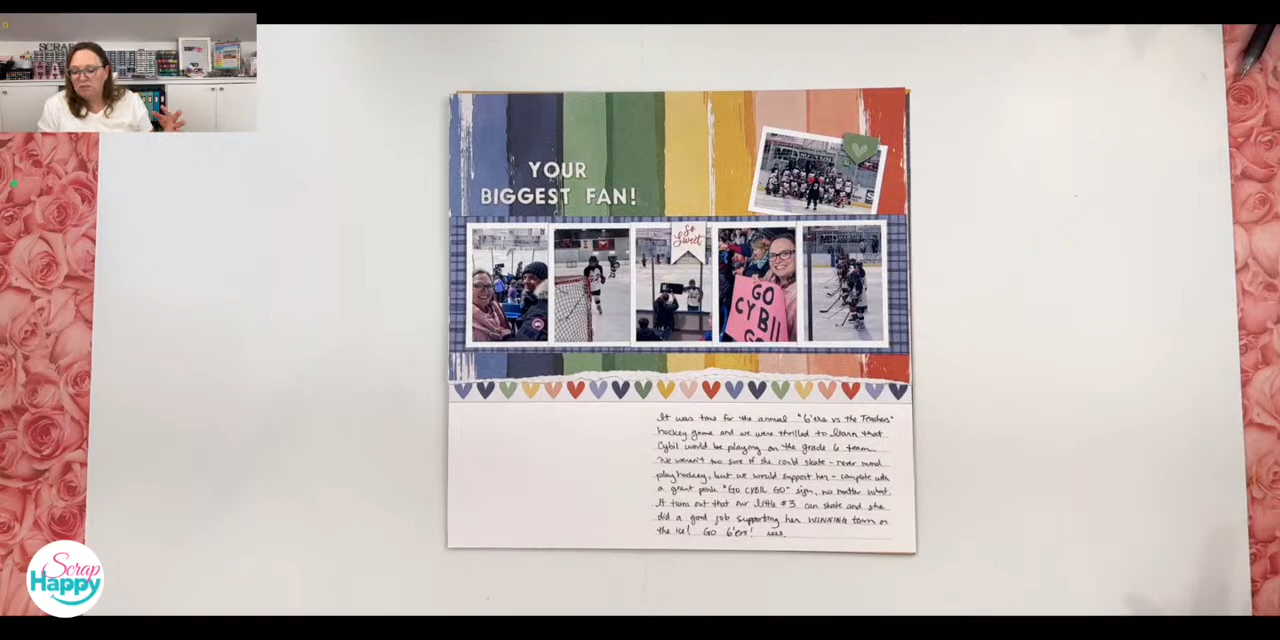 SCRAP
YOUR
BIGGEST FAN!
So
Sweet
GO
CYBIL
GO
It was time for the annual "6'ers vs the Teachers"
hockey game and we were thrilled to learn that
Cybil would be playing on the grade 6 team.
We weren't too sure if she could skate - never mind
play hockey, but we would support her - complete with
a giant pink "GO CYBIL GO" sign, no matter what.
It turns out that our little #3 can skate and she
did a good job supporting her WINNING team on
the ice! Go 6'ers!
Scrap
Happy